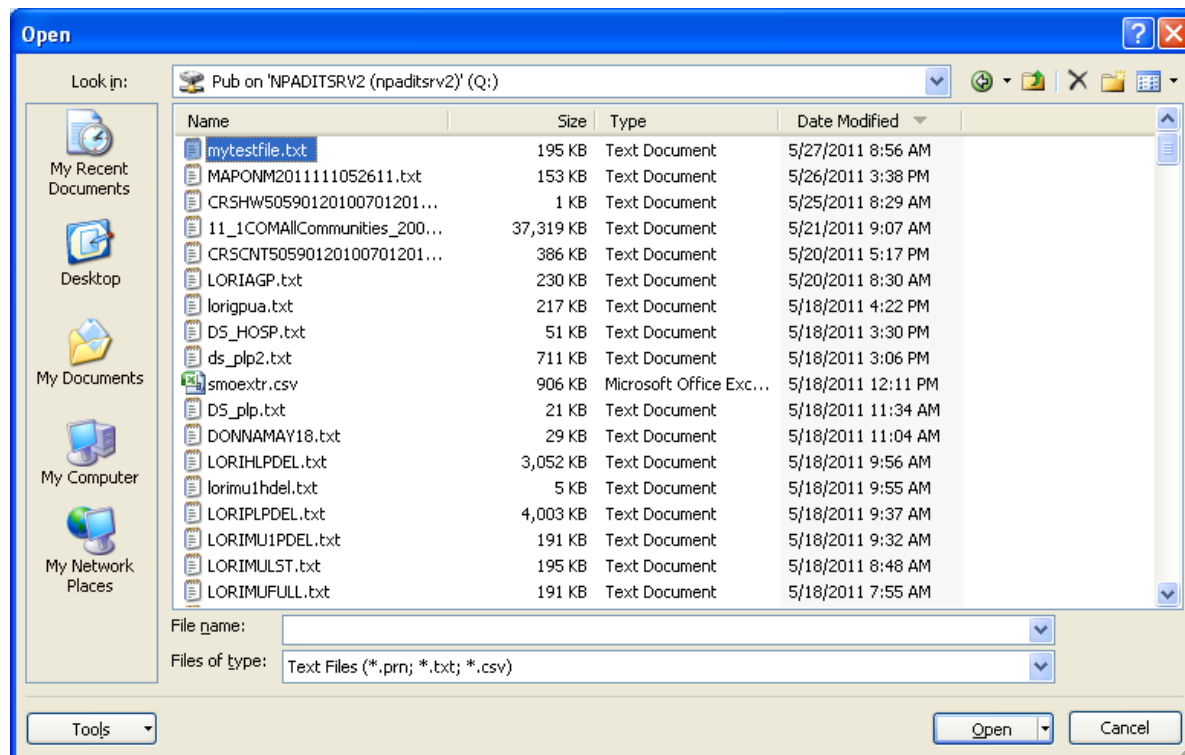 Open
Look in: Pub on 'NPADITSRV2 (npaditsrv2)' (Q:)
My Recent
Documents
Desktop
My Documents
My Computer
My Network
Places
Name Size Type Date Modified
mytestfile.txt 195 KB Text Document 5/27/2011 8:56 AM
MAPONM2011111052611.txt 153 KB Text Document 5/26/2011 3:38 PM
CRSHW50590120100701201... 1 KB Text Document 5/25/2011 8:29 AM
11_1COMAllCommunities_200... 37,319 KB Text Document 5/21/2011 9:07 AM
CRSCNT50590120100701201... 386 KB Text Document 5/20/2011 5:17 PM
LORIAGP.txt 230 KB Text Document 5/20/2011 8:30 AM
lorigpua.txt 217 KB Text Document 5/18/2011 4:22 PM
DS_HOSP.txt 51 KB Text Document 5/18/2011 3:30 PM
ds_plp2.txt 711 KB Text Document 5/18/2011 3:06 PM
smoextr.csv 906 KB Microsoft Office Exc... 5/18/2011 12:11 PM
DS_plp.txt 21 KB Text Document 5/18/2011 11:34 AM
DONNAMAY18.txt 29 KB Text Document 5/18/2011 11:04 AM
LORIHLPDEL.txt 3,052 KB Text Document 5/18/2011 9:56 AM
lorimu1hdel.txt 5 KB Text Document 5/18/2011 9:55 AM
LORIPLPDEL.txt 4,003 KB Text Document 5/18/2011 9:37 AM
LORIMU1PDEL.txt 191 KB Text Document 5/18/2011 9:32 AM
LORIMULST.txt 195 KB Text Document 5/18/2011 8:48 AM
LORIMUFULL.txt 191 KB Text Document 5/18/2011 7:55 AM
File name:
Files of type: Text Files (*.prn; *.txt; *.csv)
Tools Open Cancel